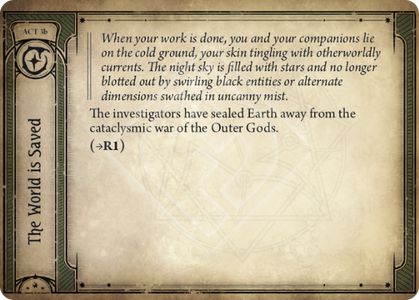 ACT 3b
The World is Saved
When your work is done, you and your companions lie
on the cold ground, your skin tingling with otherworldly
currents. The night sky is filled with stars and no longer
blotted out by swirling black entities or alternate
dimensions swathed in uncanny mist.
The investigators have sealed Earth away from the
cataclysmic war of the Outer Gods.
(→R1)